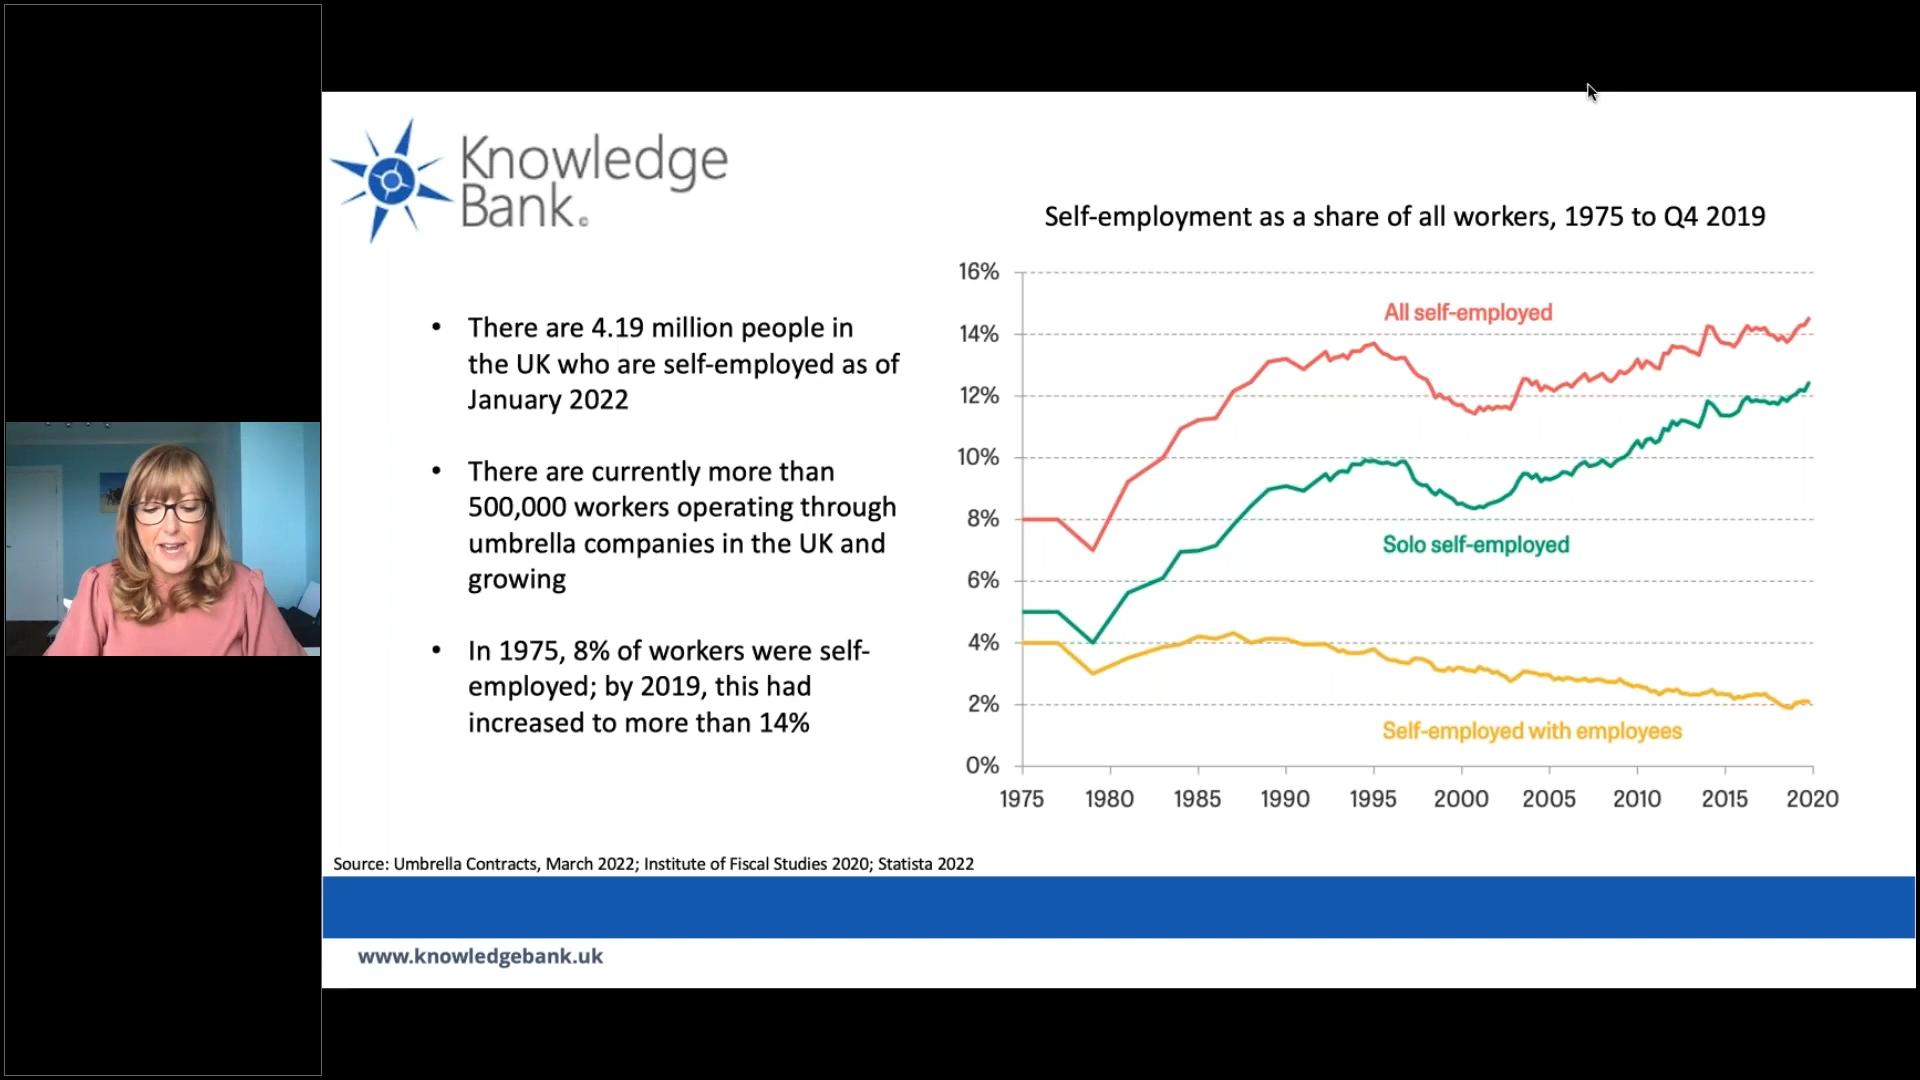 Knowledge
Bank©
Self-employment as a share of all workers, 1975 to Q4 2019
• There are 4.19 million people in
the UK who are self-employed as of
January 2022
• There are currently more than
500,000 workers operating through
umbrella companies in the UK and
growing
• In 1975, 8% of workers were self-
employed; by 2019, this had
increased to more than 14%
16%
14%
12%
10%
8%
6%
4%
2%
0%
All self-employed
Solo self-employed
Self-employed with employees
1975 1980 1985 1990 1995 2000 2005 2010 2015 2020
Source: Umbrella Contracts, March 2022; Institute of Fiscal Studies 2020; Statista 2022
www.knowledgebank.uk